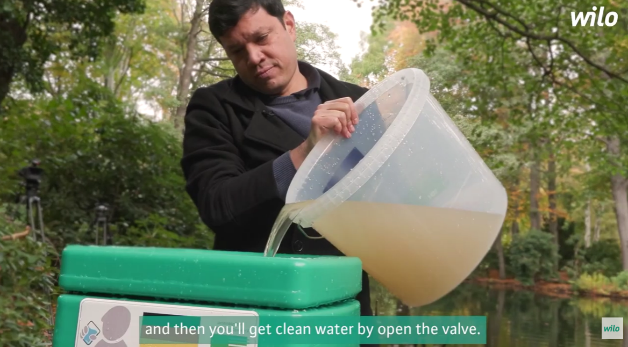 wilo
and then you'll get clean water by open the valve.
wilo